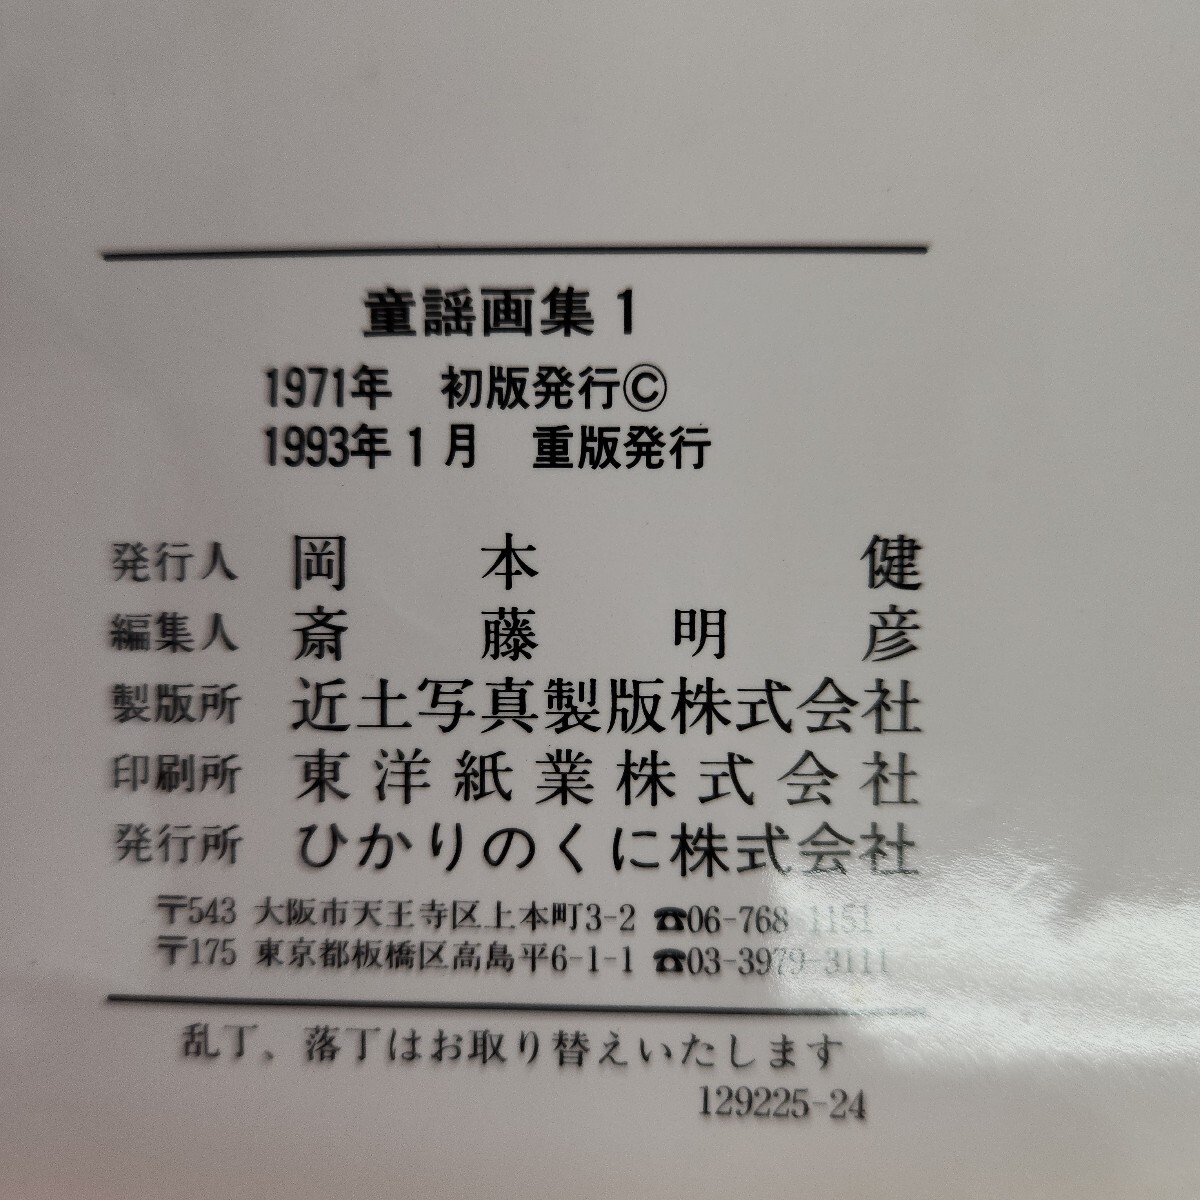 童謡画集1
1971年 初版発行©
1993年1月 重版発行
発行人 岡本健
編集人 斎藤明彦
製版所 近土写真製版株式会社
印刷所 東洋紙業株式会社
発行所 ひかりのくに株式会社
〒543 大阪市天王寺区上本町3-2 ☎06-768-1151
〒175 東京都板橋区高島平6-1-1 ☎03-3979-3111
乱丁、落丁はお取り替えいたします
129225-24